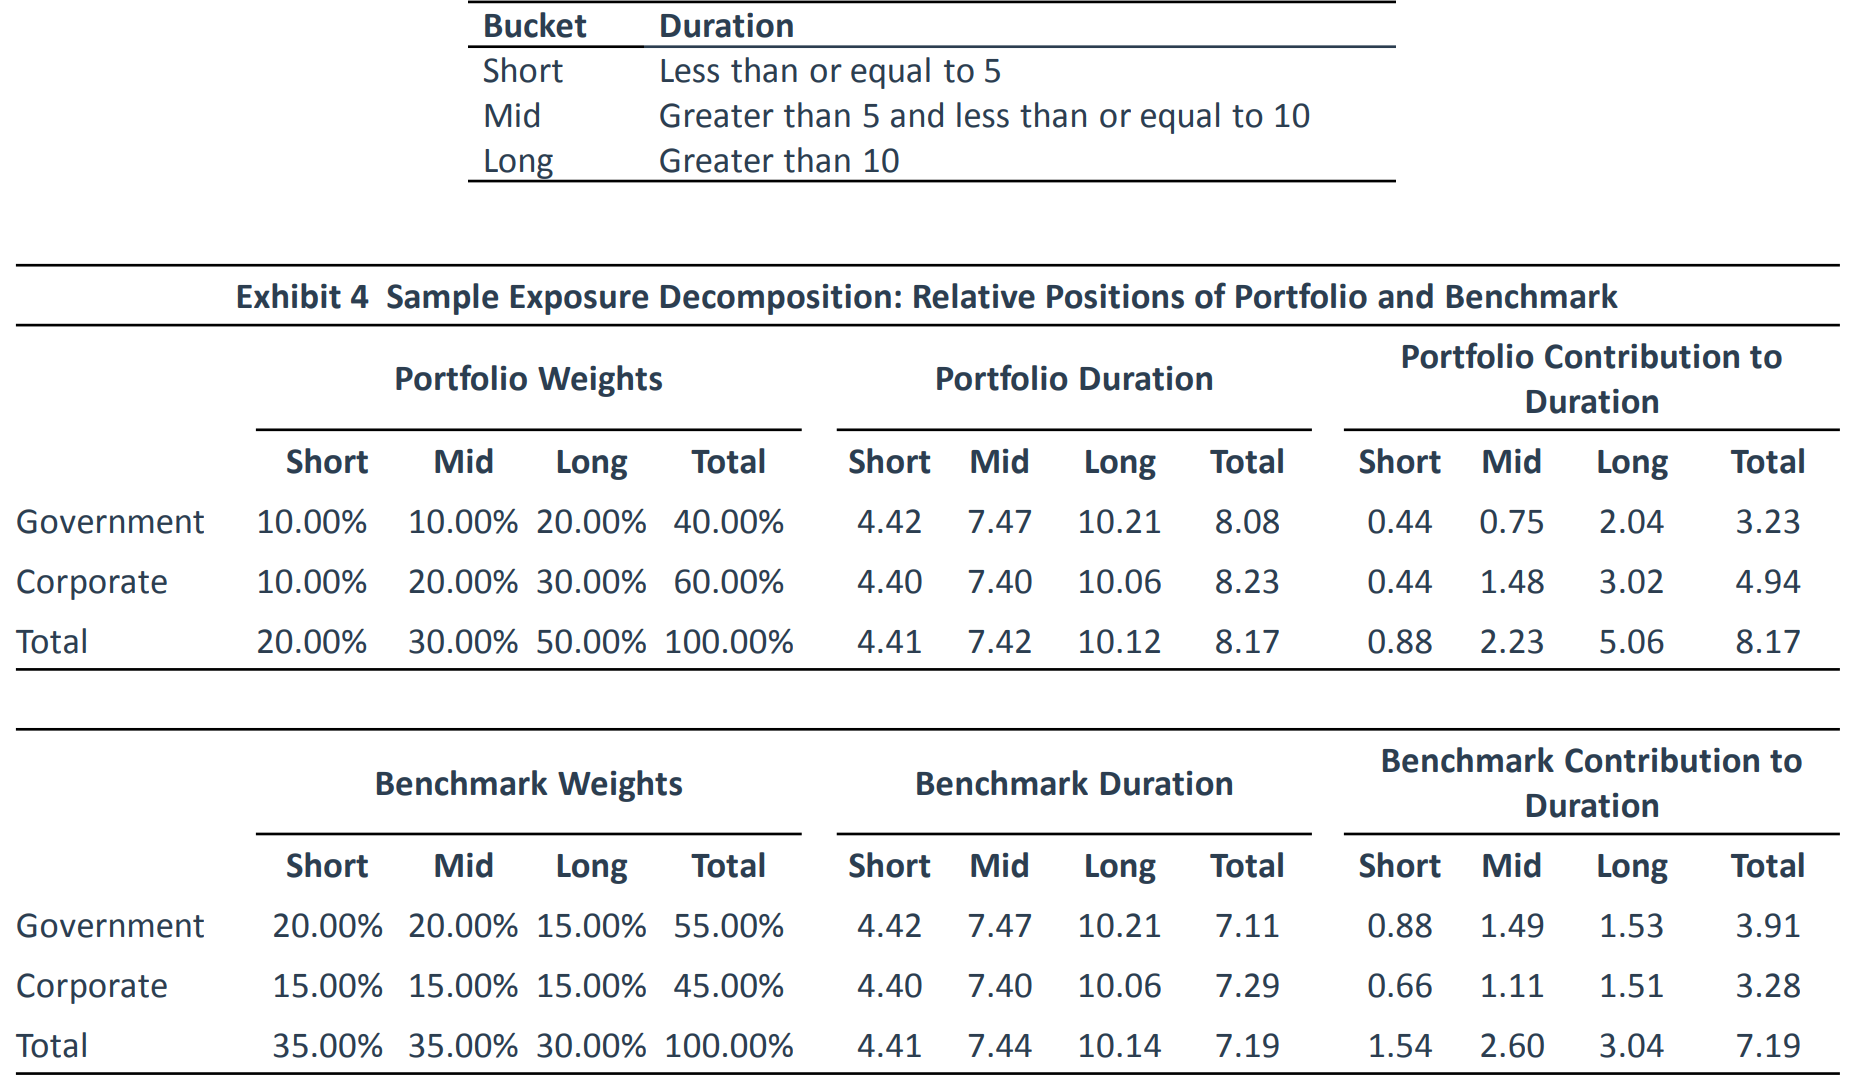 Bucket Duration
Short Less than or equal to 5
Mid Greater than 5 and less than or equal to 10
Long Greater than 10
Exhibit 4 Sample Exposure Decomposition: Relative Positions of Portfolio and Benchmark
Portfolio Weights Portfolio Duration Portfolio Contribution to Duration
Short Mid Long Total Short Mid Long Total Short Mid Long Total
Government 10.00% 10.00% 20.00% 40.00% 4.42 7.47 10.21 8.08 0.44 0.75 2.04 3.23
Corporate 10.00% 20.00% 30.00% 60.00% 4.40 7.40 10.06 8.23 0.44 1.48 3.02 4.94
Total 20.00% 30.00% 50.00% 100.00% 4.41 7.42 10.12 8.17 0.88 2.23 5.06 8.17
Benchmark Weights Benchmark Duration Benchmark Contribution to Duration
Short Mid Long Total Short Mid Long Total Short Mid Long Total
Government 20.00% 20.00% 15.00% 55.00% 4.42 7.47 10.21 7.11 0.88 1.49 1.53 3.91
Corporate 15.00% 15.00% 15.00% 45.00% 4.40 7.40 10.06 7.29 0.66 1.11 1.51 3.28
Total 35.00% 35.00% 30.00% 100.00% 4.41 7.44 10.14 7.19 1.54 2.60 3.04 7.19